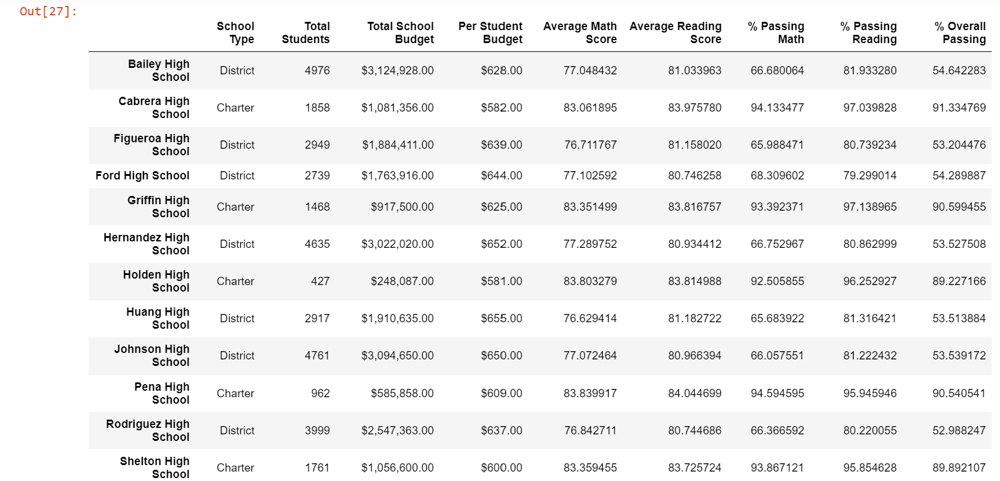 Out[27]:
School Total Total School Per Student Average Math Average Reading % Passing % Passing % Overall
Type Students Budget Budget Score Score Math Reading Passing
Bailey High
School District 4976 $3,124,928.00 $628.00 77.048432 81.033963 66.680064 81.933280 54.642283
Cabrera High
School Charter 1858 $1,081,356.00 $582.00 83.061895 83.975780 94.133477 97.039828 91.334769
Figueroa High
School District 2949 $1,884,411.00 $639.00 76.711767 81.158020 65.988471 80.739234 53.204476
Ford High School District 2739 $1,763,916.00 $644.00 77.102592 80.746258 68.309602 79.299014 54.289887
Griffin High
School Charter 1468 $917,500.00 $625.00 83.351499 83.816757 93.392371 97.138965 90.599455
Hernandez High
School District 4635 $3,022,020.00 $652.00 77.289752 80.934412 66.752967 80.862999 53.527508
Holden High
School Charter 427 $248,087.00 $581.00 83.803279 83.814988 92.505855 96.252927 89.227166
Huang High
School District 2917 $1,910,635.00 $655.00 76.629414 81.182722 65.683922 81.316421 53.513884
Johnson High
School District 4761 $3,094,650.00 $650.00 77.072464 80.966394 66.057551 81.222432 53.539172
Pena High
School Charter 962 $585,858.00 $609.00 83.839917 84.044699 94.594595 95.945946 90.540541
Rodriguez High
School District 3999 $2,547,363.00 $637.00 76.842711 80.744686 66.366592 80.220055 52.988247
Shelton High
School Charter 1761 $1,056,600.00 $600.00 83.359455 83.725724 93.867121 95.854628 89.892107